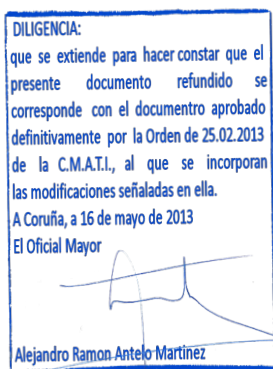 DILIGENCIA:
que se extiende para hacer constar que el
presente documento refundido se
corresponde con el documentro aprobado
definitivamente por la Orden de 25.02.2013
de la C.M.A.T.I., al que se incorporan
las modificaciones señaladas en ella.
A Coruña, a 16 de mayo de 2013
El Oficial Mayor
Alejandro Ramon Antelo Martinez